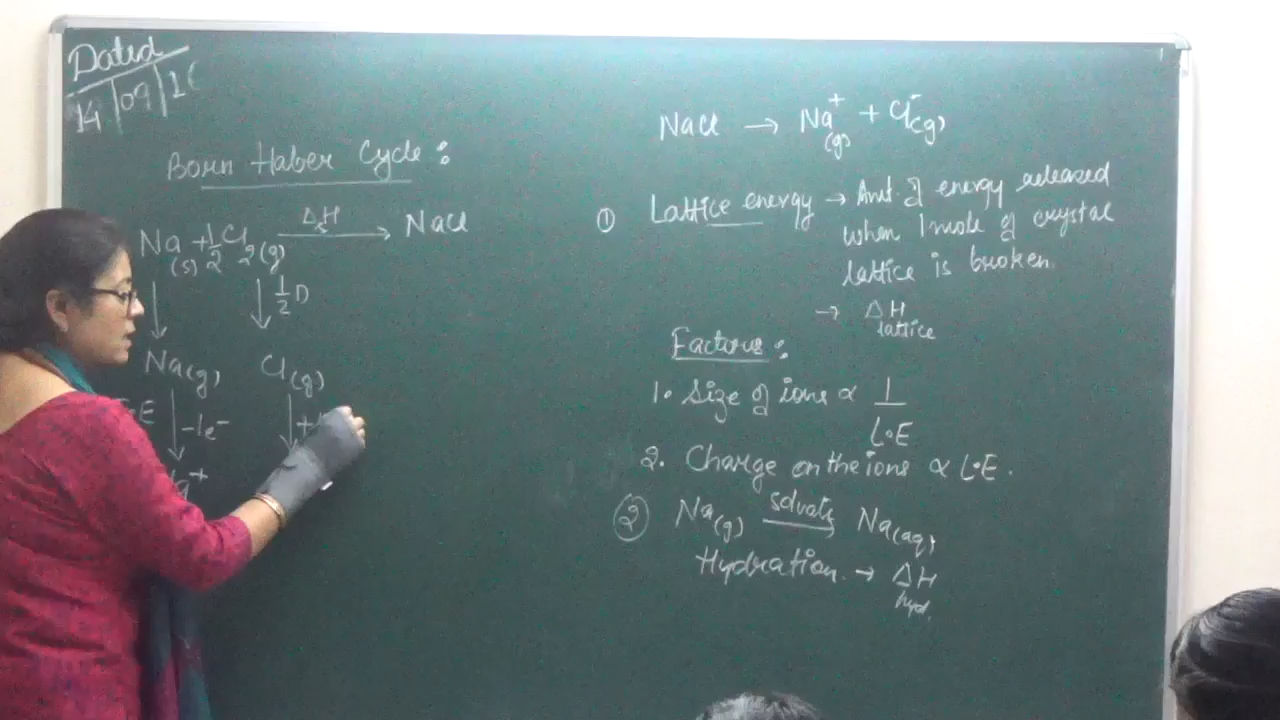 Dated
14|09|1
Born Haber Cycle:
Na(s) + 1/2 Cl2(g) ΔH → NaCl
↓ ↓ 1/2 D
Na(g) Cl(g)
E ↓ -1e- ↓ +
+
NaCl → Na+(g) + Cl-(g)
① Lattice energy → Amt. of energy released
when 1 mole of crystal
lattice is broken.
→ ΔH lattice
Factors:
1. Size of ions ∝ 1/L.E
2. Charge on the ions ∝ L.E.
② Na(g) solvate → Na(aq)
Hydration. → ΔH hyd.